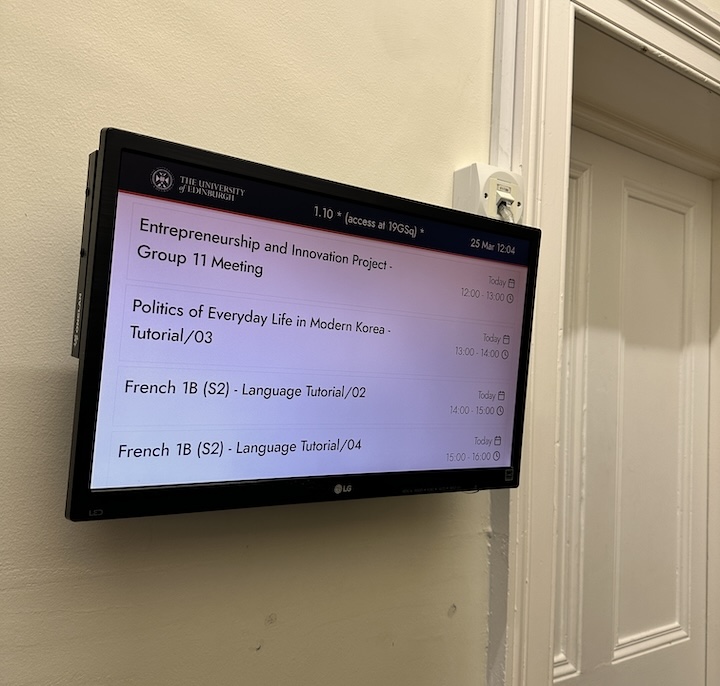 THE UNIVERSITY
of EDINBURGH
1.10 * (access at 19GSq) *
25 Mar 12:04
Entrepreneurship and Innovation Project -
Group 11 Meeting
Today
12:00 - 13:00
Politics of Everyday Life in Modern Korea -
Tutorial/03
Today
13:00 - 14:00
French 1B (S2) - Language Tutorial/02
Today
14:00 - 15:00
French 1B (S2) - Language Tutorial/04
Today
15:00 - 16:00
LG